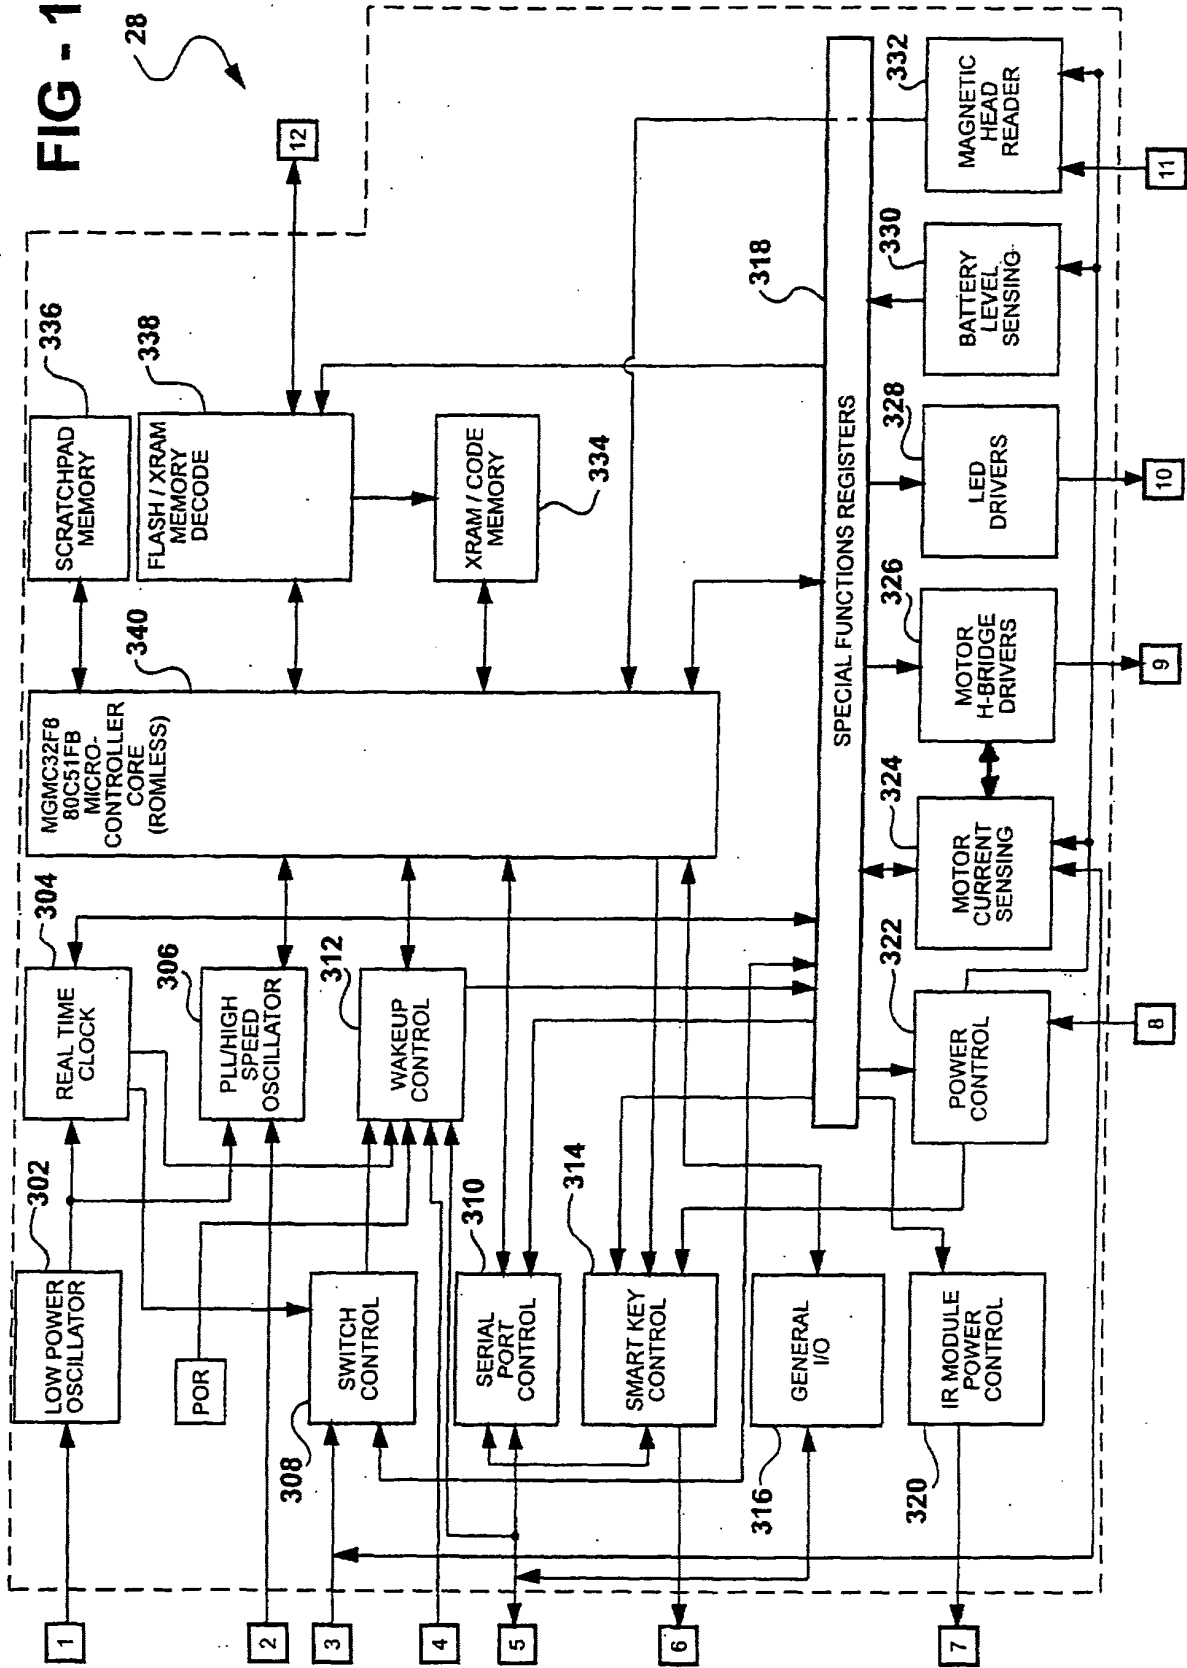 FIG - 1
28
12
336
SCRATCHPAD
MEMORY
338
FLASH / XRAM
MEMORY
DECODE
XRAM / CODE
MEMORY
334
340
MGMC32F8
80C51FB
MICRO-
CONTROLLER
CORE
(ROMLESS)
304
REAL TIME
CLOCK
306
PLL/HIGH
SPEED
OSCILLATOR
312
WAKEUP
CONTROL
302
LOW POWER
OSCILLATOR
POR
308
SWITCH
CONTROL
310
SERIAL
PORT
CONTROL
314
SMART KEY
CONTROL
316
GENERAL
I/O
320
IR MODULE
POWER
CONTROL
318
SPECIAL FUNCTIONS REGISTERS
322
POWER
CONTROL
324
MOTOR
CURRENT
SENSING
326
MOTOR
H-BRIDGE
DRIVERS
328
LED
DRIVERS
330
BATTERY
LEVEL
SENSING
332
MAGNETIC
HEAD
READER
1
2
3
4
5
6
7
8
9
10
11